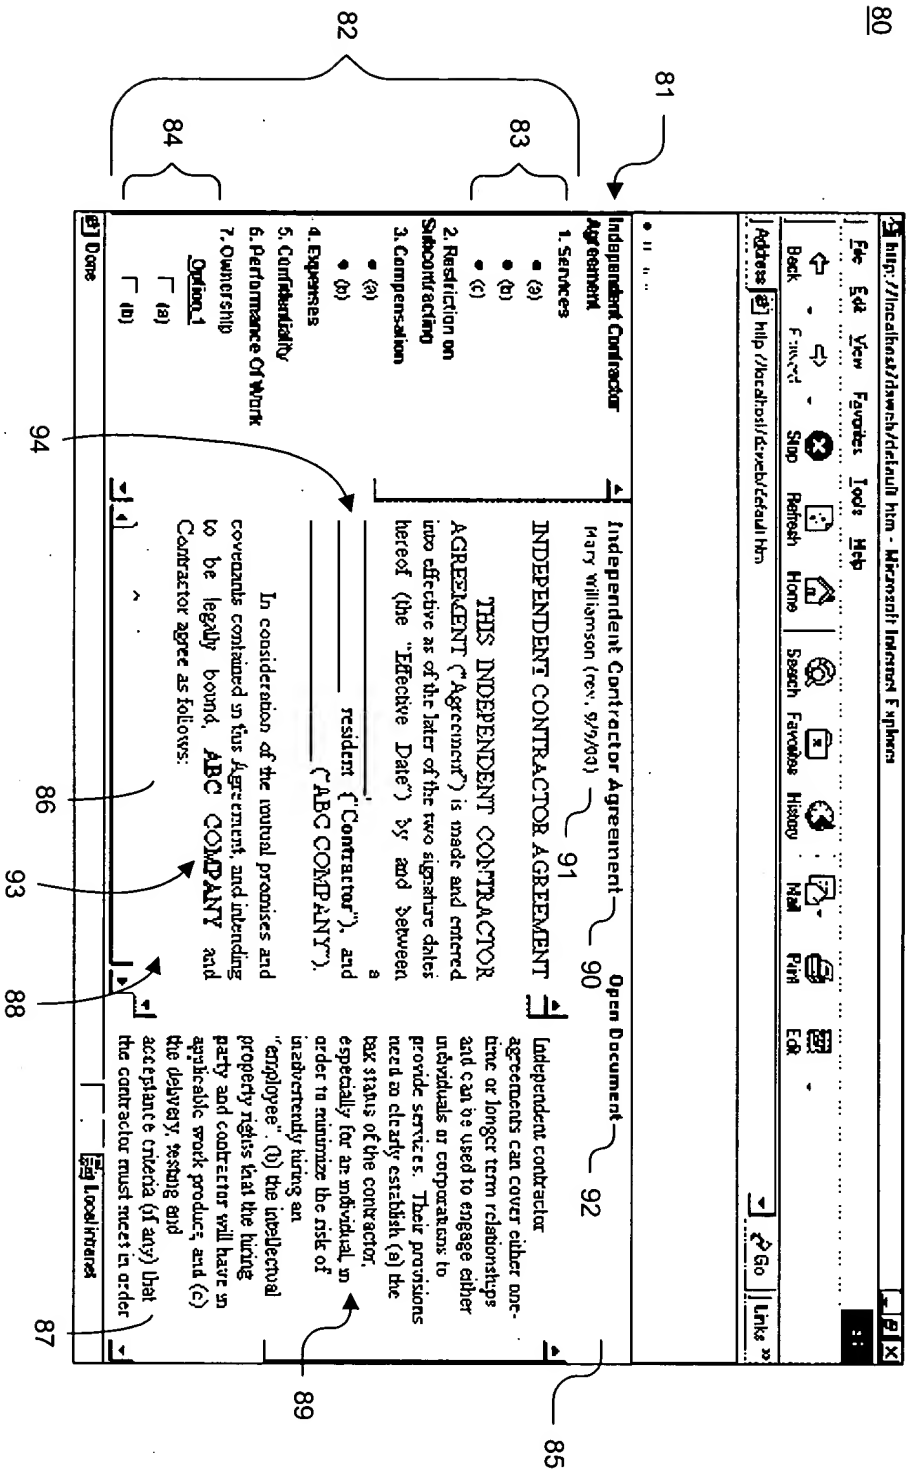 80
http://localhost/dsweb/default htm - Microsoft Internet Explorer
File Edit View Favorites Tools Help
Back Forward Stop Refresh Home Search Favorites History Mail Print Edit
Address http //localhost/dsweb/default htm Go Links »
81
82
83
84
Independent Contractor
Agreement
1. Services
• (a)
• (b)
• (c)
2. Restriction on
Subcontracting
3. Compensation
• (a)
• (b)
4. Expenses
5. Confidentiality
6. Performance Of Work
7. Ownership
Option 1
(a)
(b)
Independent Contractor Agreement 90
Mary Williamson (rev. 9/9/00) 91
Open Document 92
INDEPENDENT CONTRACTOR AGREEMENT
THIS INDEPENDENT CONTRACTOR
AGREEMENT ("Agreement") is made and entered
into effective as of the later of the two signature dates
hereof (the "Effective Date") by and between
____________, a
________ resident ("Contractor"), and
____________ ("ABC COMPANY").
In consideration of the mutual promises and
covenants contained in this Agreement, and intending
to be legally bound, ABC COMPANY and
Contractor agree as follows:
Independent contractor
agreements can cover either one-
time or longer term relationships
and can be used to engage either
individuals or corporations to
provide services. Their provisions
need to clearly establish (a) the
tax status of the contractor,
especially for an individual, in
order to minimize the risk of
inadvertently hiring an
"employee". (b) the intellectual
property rights that the hiring
party and contractor will have in
applicable work product, and (c)
the delivery, testing and
acceptance criteria (if any) that
the contractor must meet in order
85
Done
Local intranet
94
86
93
88
87
89